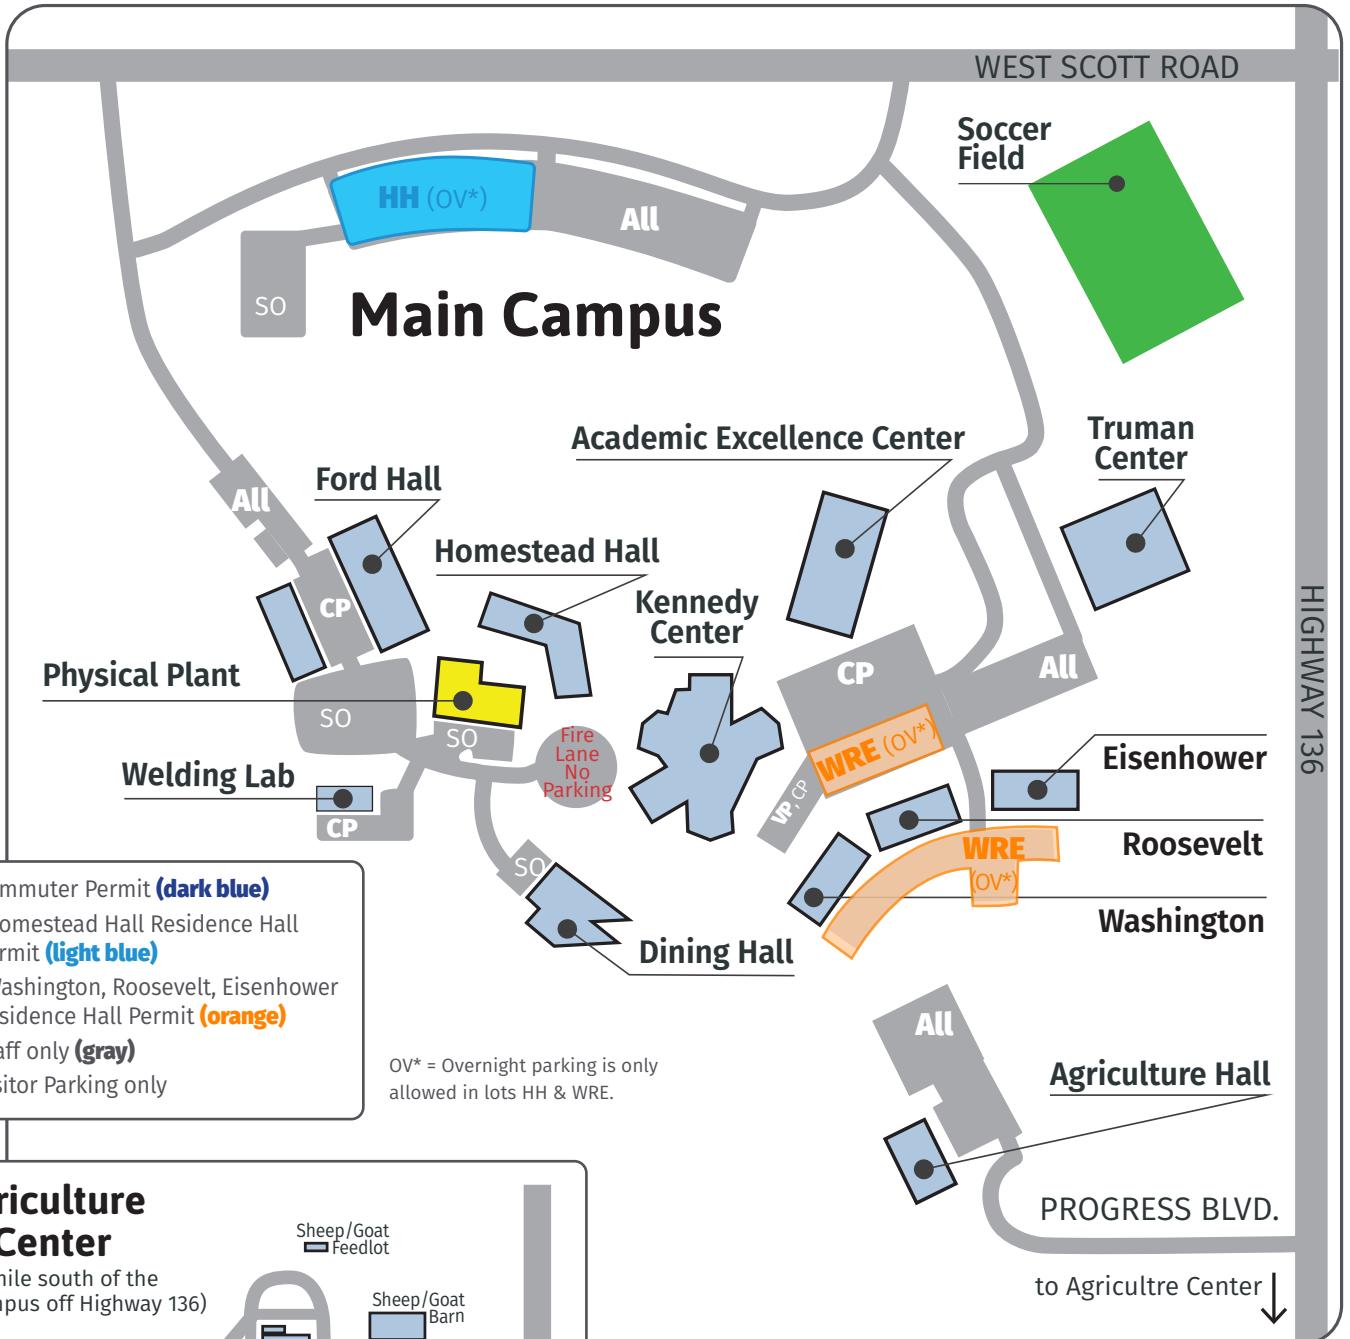 WEST SCOTT ROAD
Soccer
Field
HH (OV*)
All
SO
Main Campus
Academic Excellence Center
Truman
Center
Ford Hall
All
Homestead Hall
Kennedy
Center
CP
HIGHWAY 136
Physical Plant
CP
All
SO
SO
Fire
Lane
No
Parking
WRE (OV*)
Eisenhower
Welding Lab
VP, CP
CP
Roosevelt
WRE
(OV*)
SO
Washington
Dining Hall
mmuter Permit (dark blue)
omestead Hall Residence Hall
rmit (light blue)
ashington, Roosevelt, Eisenhower
sidence Hall Permit (orange)
aff only (gray)
sitor Parking only
OV* = Overnight parking is only
allowed in lots HH & WRE.
All
Agriculture Hall
PROGRESS BLVD.
to Agricultre Center
riculture
Center
nile south of the
npus off Highway 136)
Sheep/Goat
Feedlot
Sheep/Goat
Barn